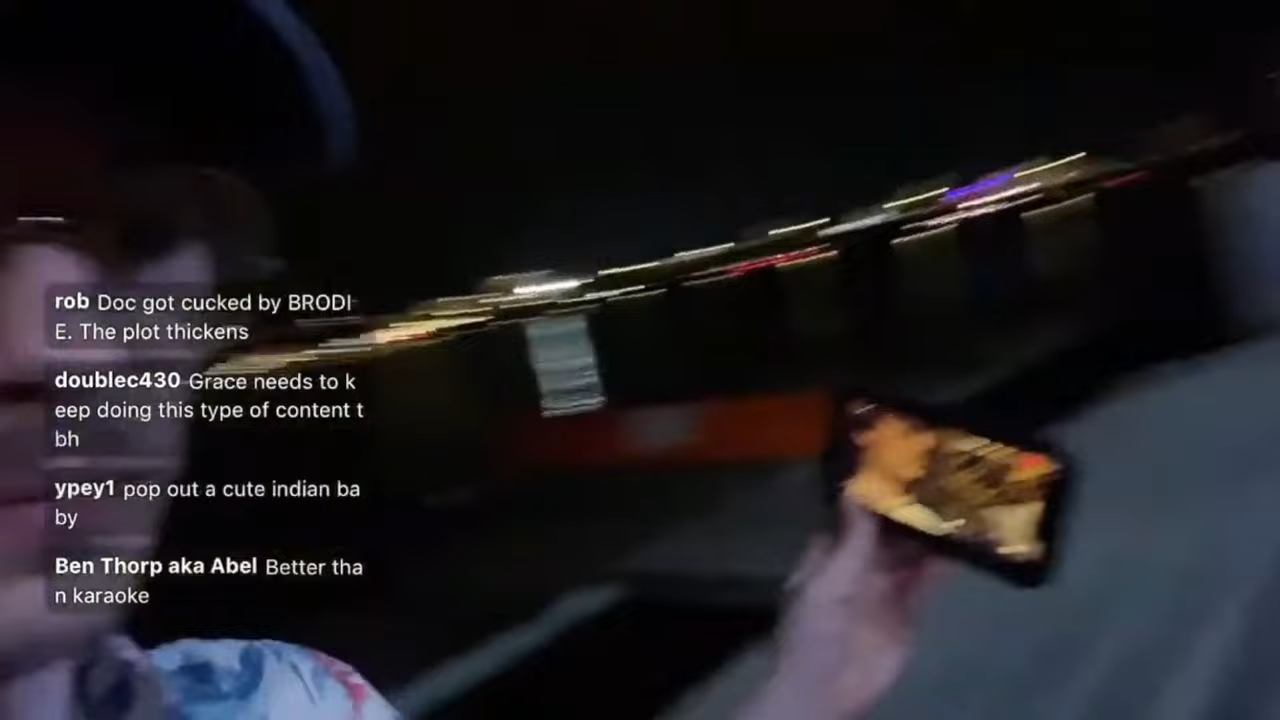 rob Doc got cucked by BRODI
E. The plot thickens
doublec430 Grace needs to k
eep doing this type of content t
bh
ypey1 pop out a cute indian ba
by
Ben Thorp aka Abel Better tha
n karaoke